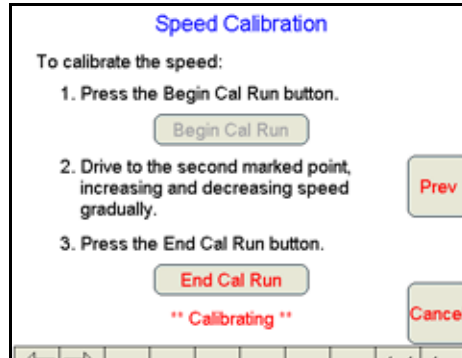 Speed Calibration
To calibrate the speed:
1. Press the Begin Cal Run button.
Begin Cal Run
2. Drive to the second marked point,
increasing and decreasing speed
gradually.
Prev
3. Press the End Cal Run button.
End Cal Run
** Calibrating **
Cancel